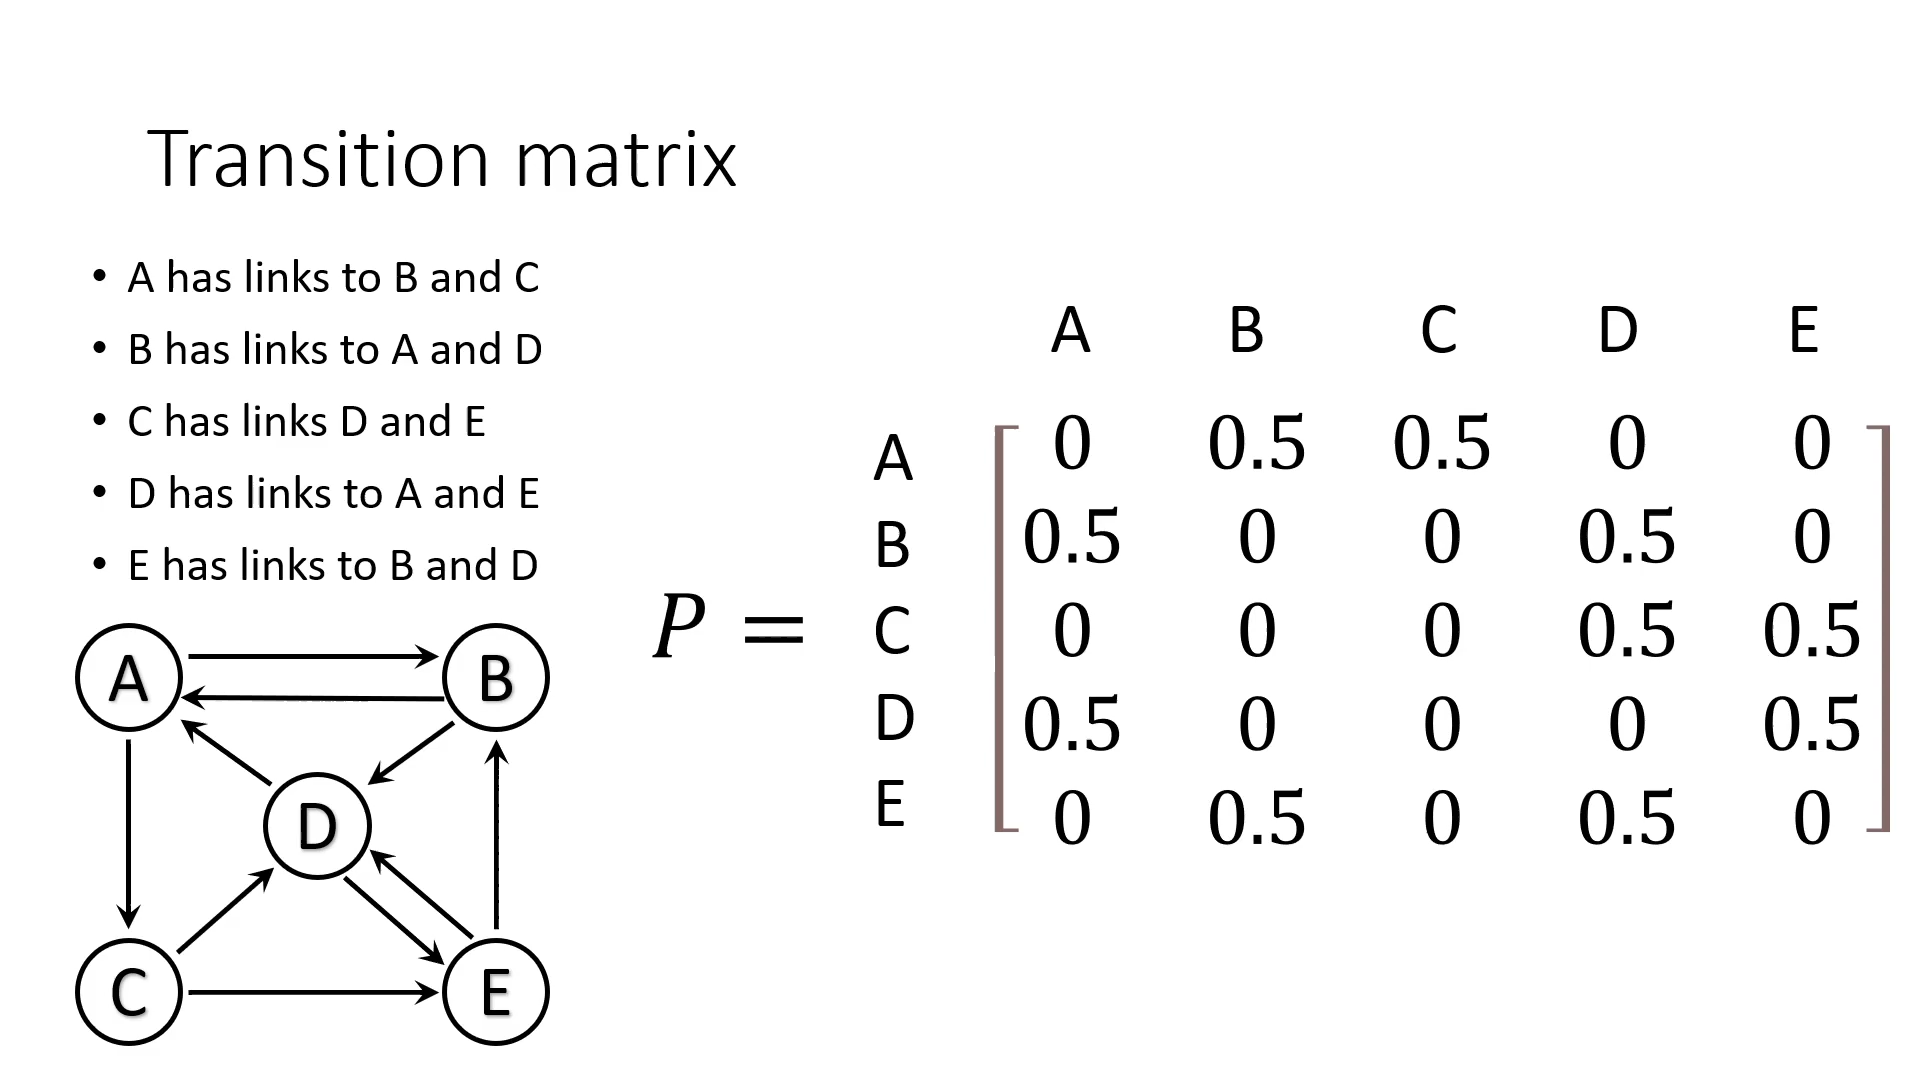 Transition matrix
• A has links to B and C
• B has links to A and D
• C has links D and E
• D has links to A and E
• E has links to B and D
A B
D
C E
P =
A B C D E
A 0 0.5 0.5 0 0
B 0.5 0 0 0.5 0
C 0 0 0 0.5 0.5
D 0.5 0 0 0 0.5
E 0 0.5 0 0.5 0